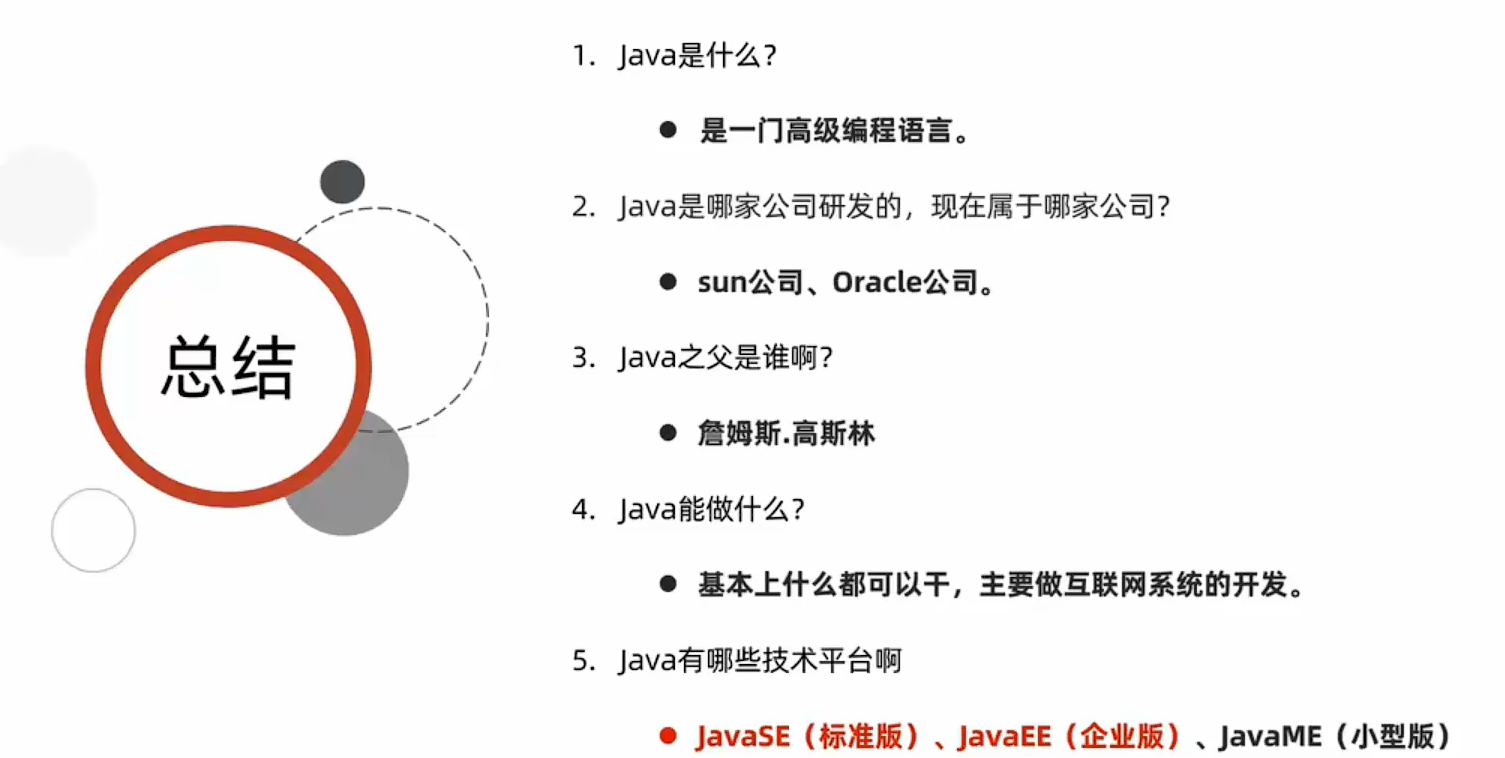 总结
1. Java是什么？
● 是一门高级编程语言。
2. Java是哪家公司研发的，现在属于哪家公司？
● sun公司、Oracle公司。
3. Java之父是谁啊？
● 詹姆斯.高斯林
4. Java能做什么？
● 基本上什么都可以干，主要做互联网系统的开发。
5. Java有哪些技术平台啊
● JavaSE（标准版）、JavaEE（企业版）、JavaME（小型版）